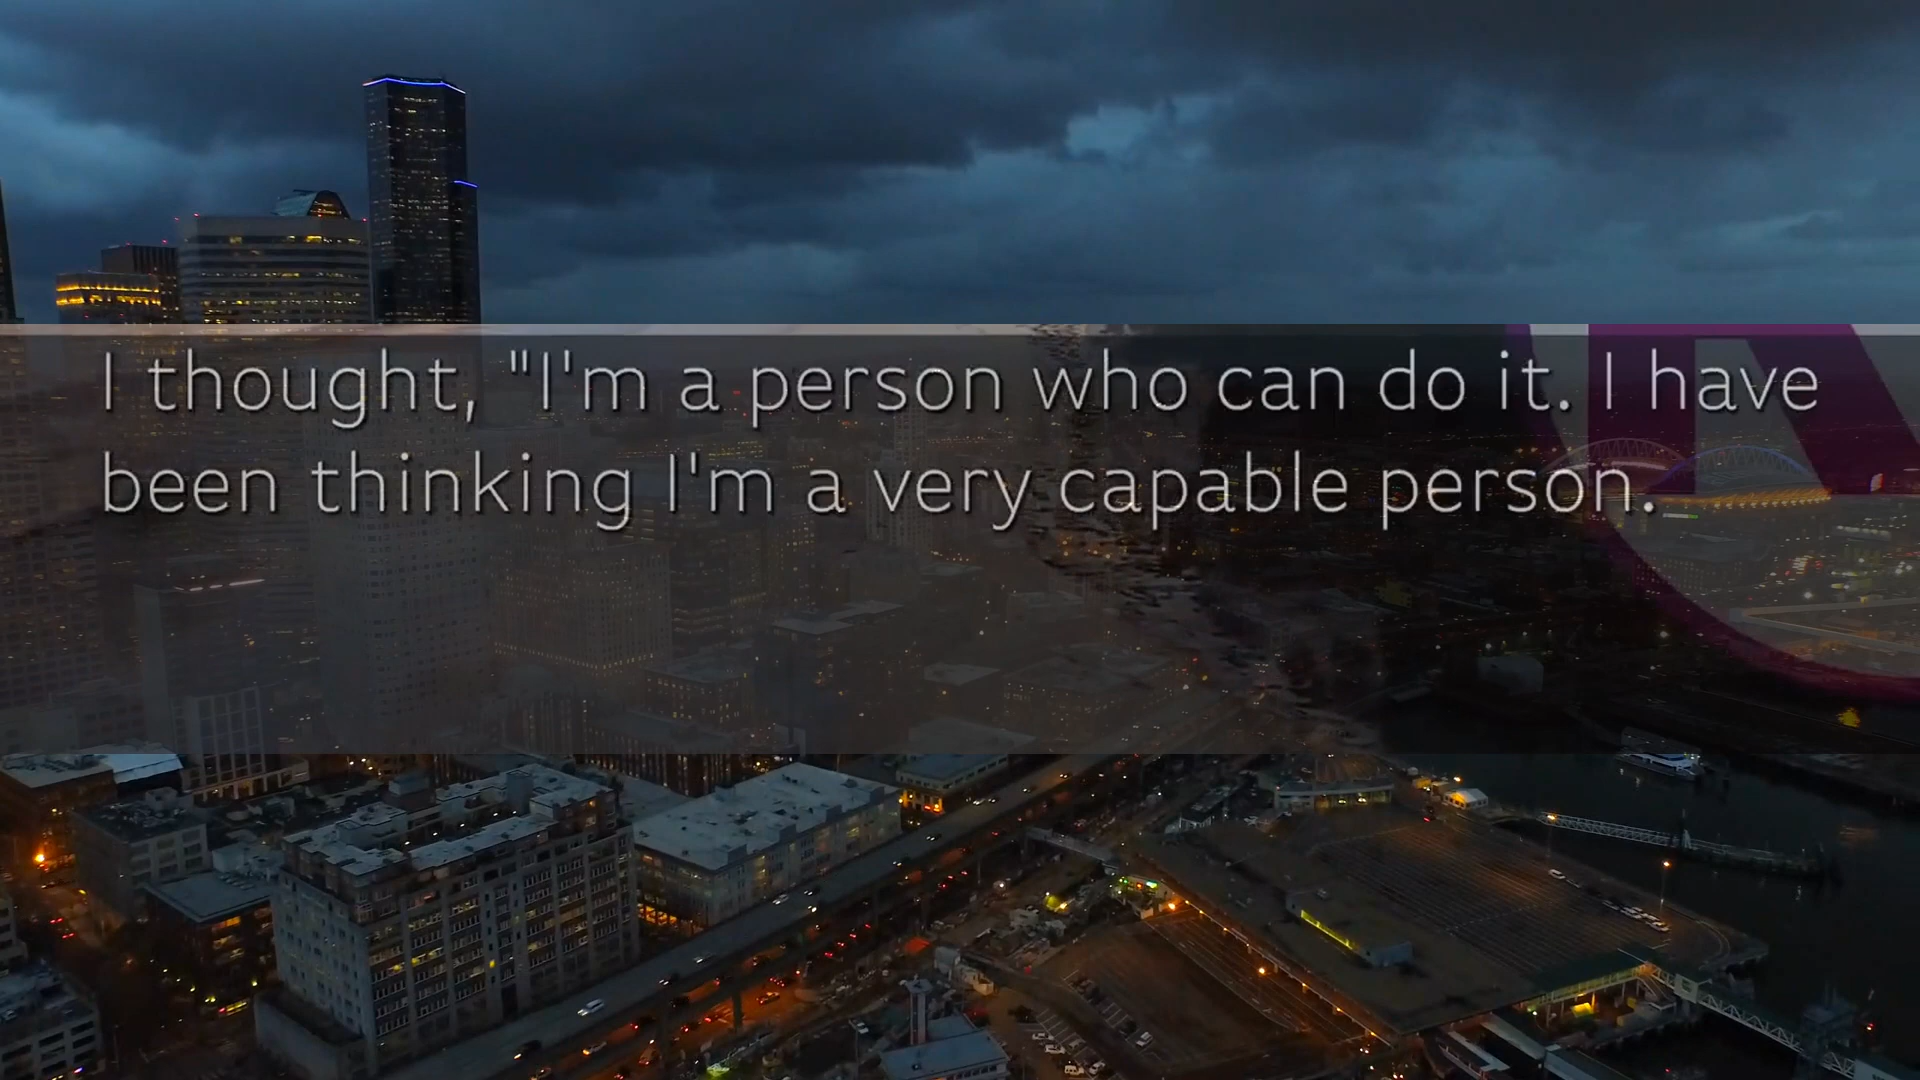 I thought, "I'm a person who can do it. I have
been thinking I'm a very capable person.